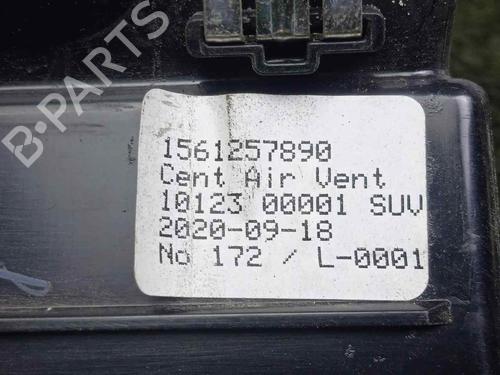 B-PARTS
1561257890
Cent Air Vent
10123 00001 SUV
2020-09-18
No 172 / L-0001